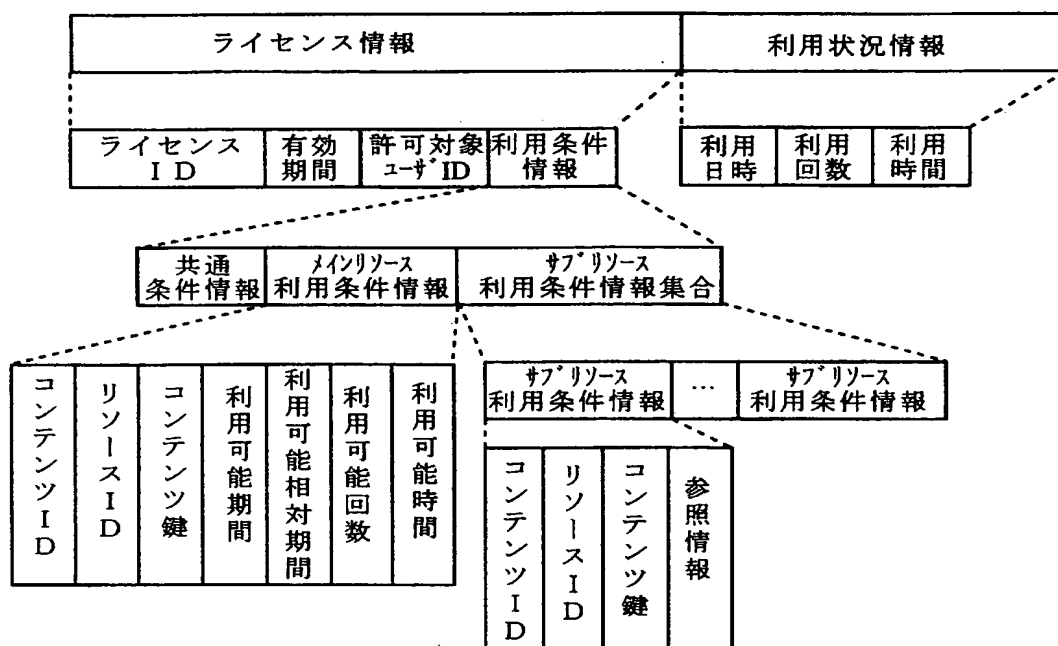 ライセンス情報
利用状況情報
ライセンス
ID
有効
期間
許可対象
ユーザID
利用条件
情報
利用
日時
利用
回数
利用
時間
共通
条件情報
メインリソース
利用条件情報
サブリソース
利用条件情報集合
コンテンツID
リソースID
コンテンツ鍵
利用可能期間
利用可能相対期間
利用可能回数
利用可能時間
サブリソース
利用条件情報
…
サブリソース
利用条件情報
コンテンツID
リソースID
コンテンツ鍵
参照情報